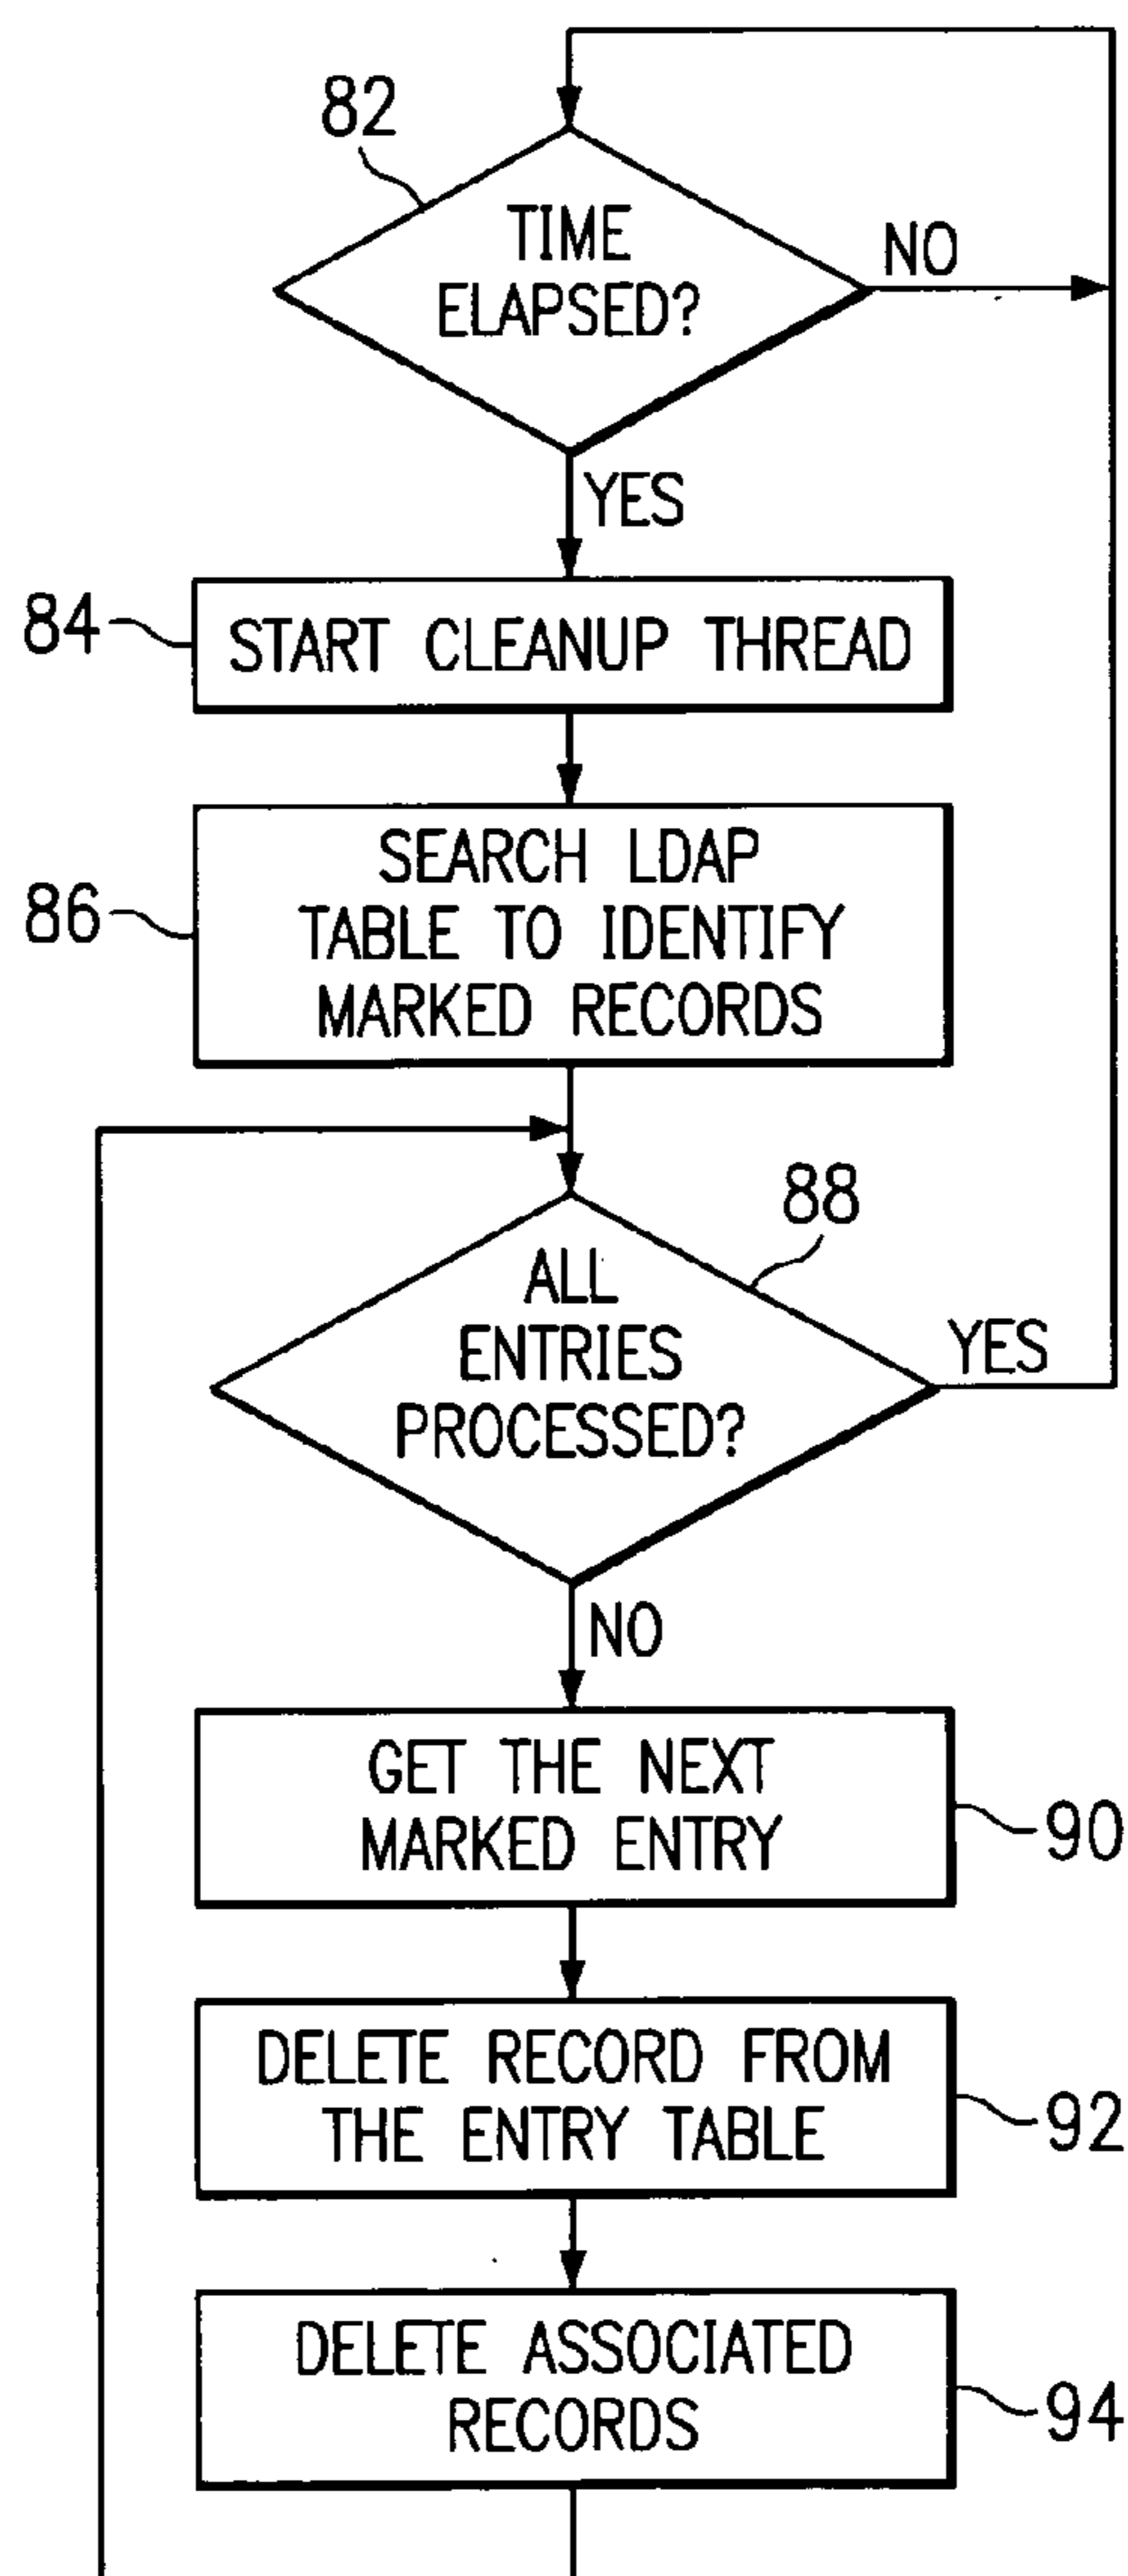 82
TIME
ELAPSED?
NO
YES
84
START CLEANUP THREAD
86
SEARCH LDAP
TABLE TO IDENTIFY
MARKED RECORDS
88
ALL
ENTRIES
PROCESSED?
YES
NO
GET THE NEXT
MARKED ENTRY
90
DELETE RECORD FROM
THE ENTRY TABLE
92
DELETE ASSOCIATED
RECORDS
94